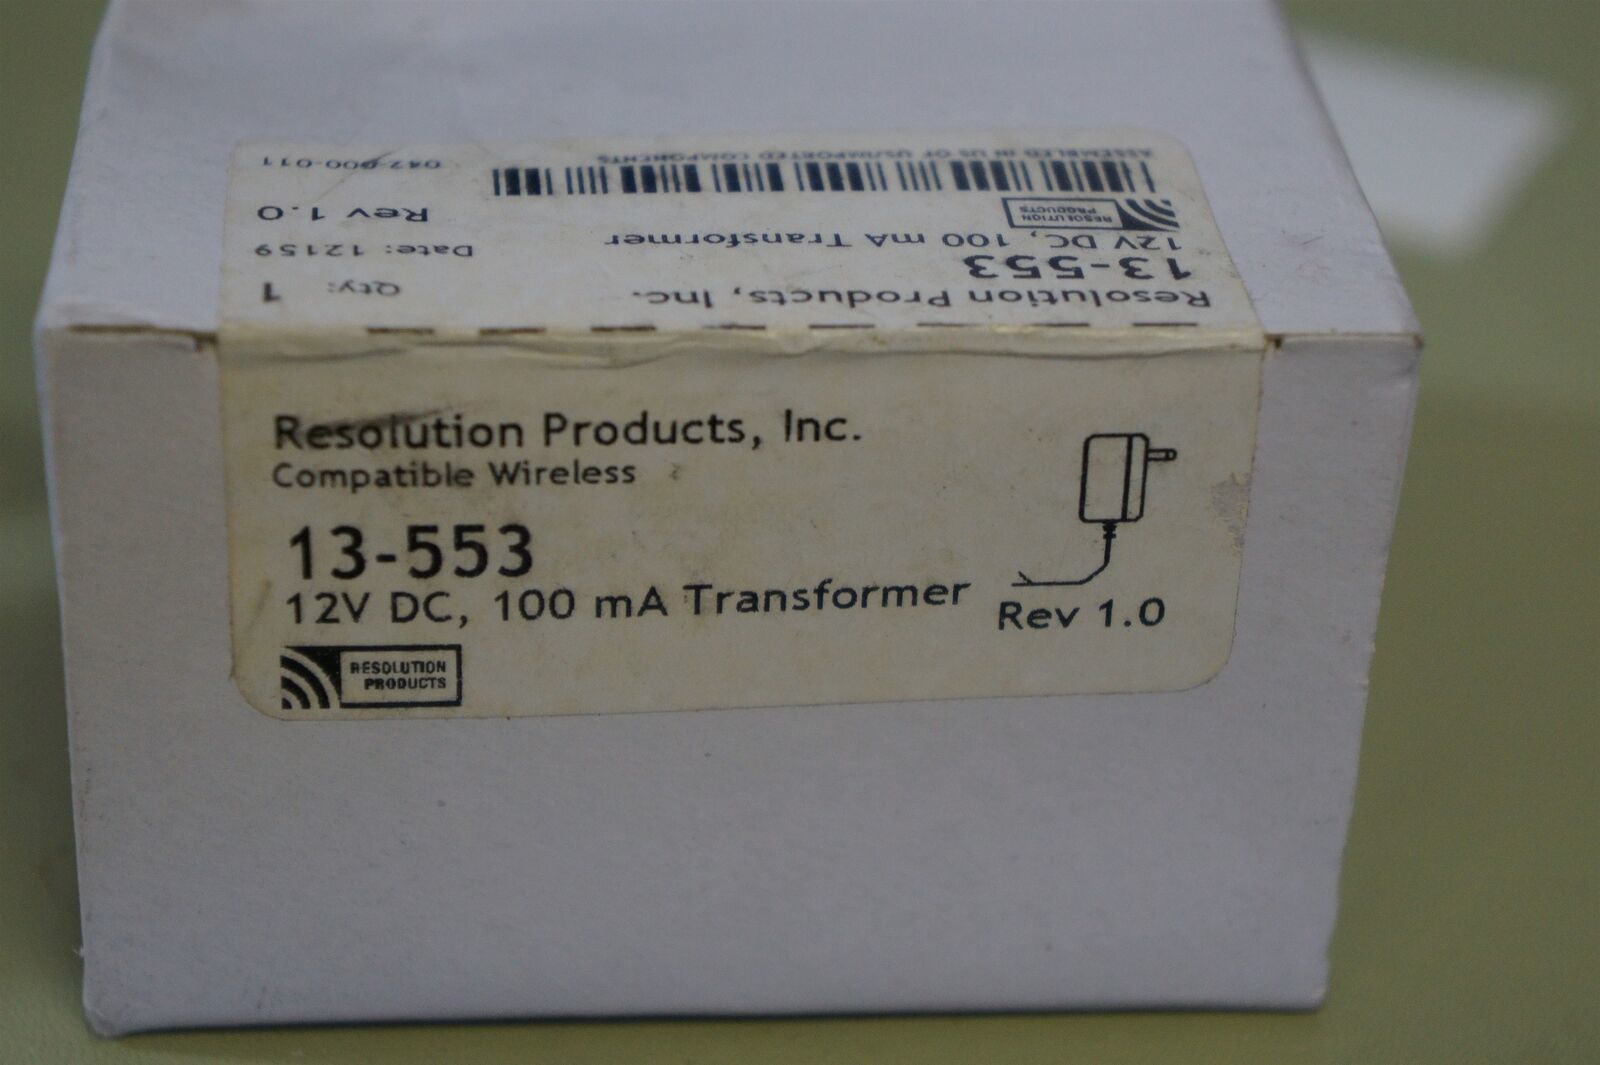 ASSEMBLED IN US OF US/IMPORTED COMPONENTS
047-000-011
RESOLUTION
PRODUCTS
Rev 1.0
12V DC, 100 mA Transformer
Date: 12159
13-553
Qty: 1
Resolution Products, Inc.
Resolution Products, Inc.
Compatible Wireless
13-553
12V DC, 100 mA Transformer
Rev 1.0
RESOLUTION
PRODUCTS